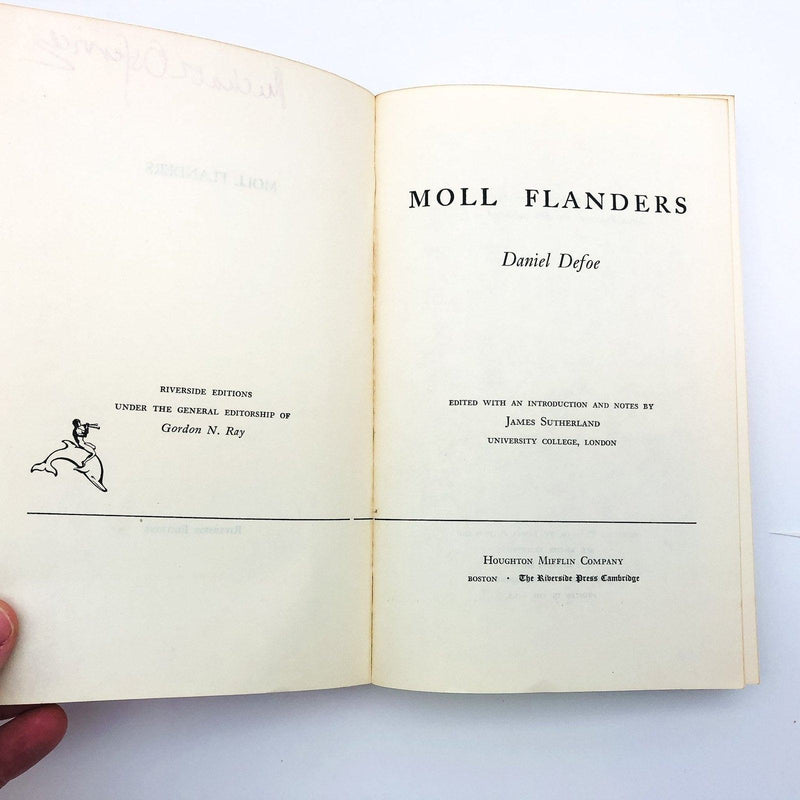 RIVERSIDE EDITIONS
UNDER THE GENERAL EDITORSHIP OF
Gordon N. Ray
MOLL FLANDERS
Daniel Defoe
EDITED WITH AN INTRODUCTION AND NOTES BY
JAMES SUTHERLAND
UNIVERSITY COLLEGE, LONDON
HOUGHTON MIFFLIN COMPANY
BOSTON · The Riverside Press Cambridge